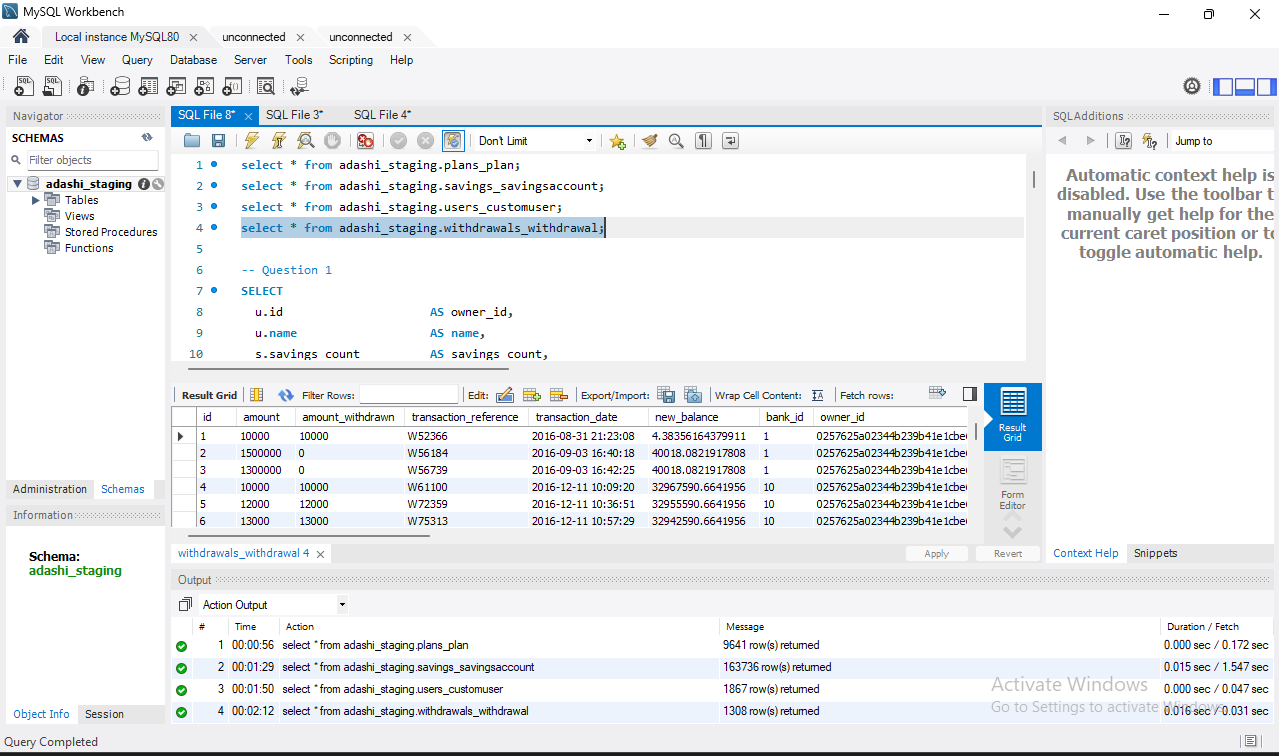 MySQL Workbench
Local instance MySQL80
unconnected
unconnected
File Edit View Query Database Server Tools Scripting Help
Navigator
SCHEMAS
Filter objects
adashi_staging
Tables
Views
Stored Procedures
Functions
Administration Schemas
Information
Schema:
adashi_staging
Object Info Session
SQL File 8* SQL File 3* SQL File 4*
Don't Limit
1 select * from adashi_staging.plans_plan;
2 select * from adashi_staging.savings_savingsaccount;
3 select * from adashi_staging.users_customuser;
4 select * from adashi_staging.withdrawals_withdrawal;
5
6 -- Question 1
7 SELECT
8 u.id AS owner_id,
9 u.name AS name,
10 s.savings_count AS savings_count,
Result Grid Filter Rows: Edit: Export/Import: Wrap Cell Content: Fetch rows:
id amount amount_withdrawn transaction_reference transaction_date new_balance bank_id owner_id
1 10000 10000 W52366 2016-08-31 21:23:08 4.38356164379911 1 0257625a02344b239b41e1cbe
2 1500000 0 W56184 2016-09-03 16:40:18 40018.0821917808 1 0257625a02344b239b41e1cbe
3 1300000 0 W56739 2016-09-03 16:42:25 40018.0821917808 1 0257625a02344b239b41e1cbe
4 10000 10000 W61100 2016-12-11 10:09:20 32967590.6641956 10 0257625a02344b239b41e1cbe
5 12000 12000 W72359 2016-12-11 10:36:51 32955590.6641956 10 0257625a02344b239b41e1cbe
6 13000 13000 W75313 2016-12-11 10:57:29 32942590.6641956 10 0257625a02344b239b41e1cbe
Result
Grid
Form
Editor
withdrawals_withdrawal 4
Apply Revert
SQLAdditions
Jump to
Automatic context help is
disabled. Use the toolbar t
manually get help for the
current caret position or to
toggle automatic help.
Context Help Snippets
Output
Action Output
# Time Action Message Duration / Fetch
1 00:00:56 select * from adashi_staging.plans_plan 9641 row(s) returned 0.000 sec / 0.172 sec
2 00:01:29 select * from adashi_staging.savings_savingsaccount 163736 row(s) returned 0.015 sec / 1.547 sec
3 00:01:50 select * from adashi_staging.users_customuser 1867 row(s) returned 0.000 sec / 0.047 sec
4 00:02:12 select * from adashi_staging.withdrawals_withdrawal 1308 row(s) returned 0.016 sec / 0.031 sec
Activate Windows
Go to Settings to activate Windows.
Query Completed